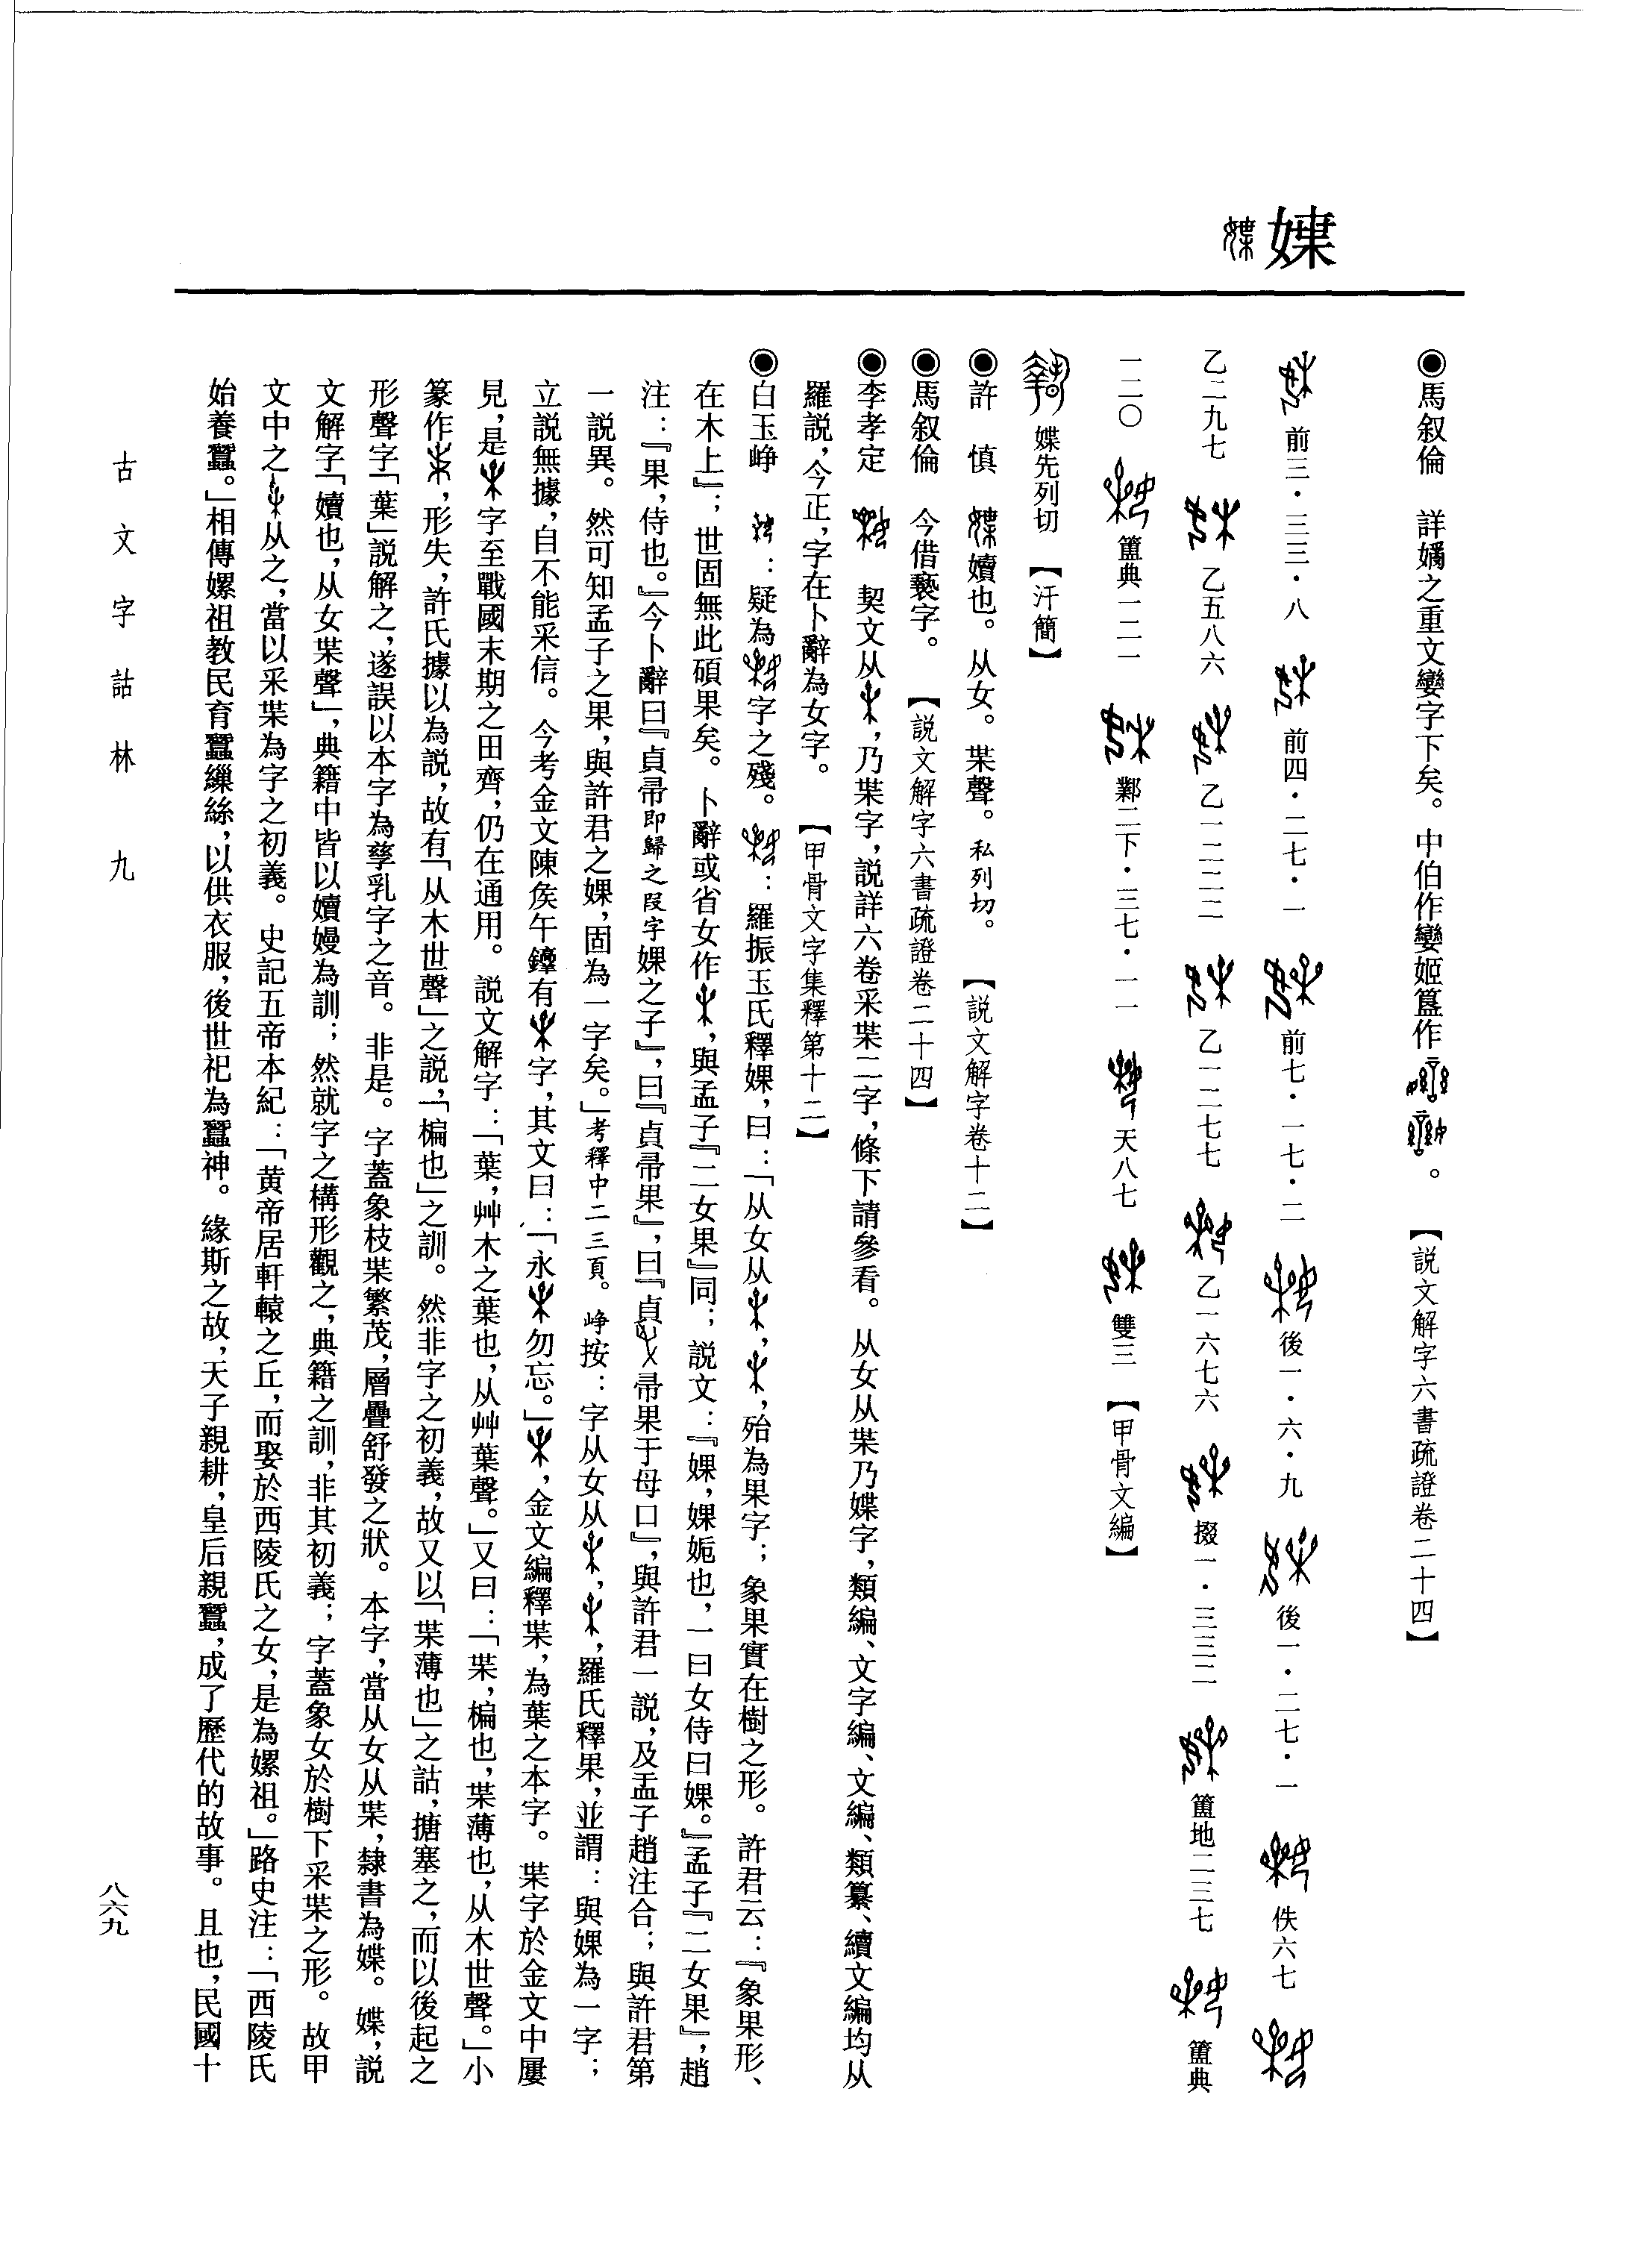 媟
●馬叙倫　詳嬌之重文孌字下矣。中伯作孌姬簋作。【説文解字六書疏證卷二十四】
前三·三三·八　前四·二七·一　前七·一七·二　後一·六·九　後一·二七·一　佚六七
乙二九七　乙五八六　乙一二二二　乙一二七七　乙一六七六　掇一·三三二　簠地二三七　簠典
一二〇　簠典一二一　鄴二下·三七·一一　天八七　雙三　【甲骨文編】
媟先列切　【汗簡】
●許　慎　嬻也。从女。枼聲。私列切。　【説文解字卷十二】
●馬叙倫　今借褻字。　【説文解字六書疏證卷二十四】
●李孝定　契文从，乃枼字，説詳六卷采枼二字，條下請參看。从女从枼乃媟字，類編、文字編、文編、類纂、續文編均从
羅説，今正，字在卜辭為女字。　【甲骨文字集釋第十二】
●白玉崢　：疑為字之殘。：羅振玉氏釋婐，曰：「从女从，，殆為果字；象果實在樹之形。許君云：『象果形、
在木上』；世固無此碩果矣。卜辭或省女作，與孟子『二女果』同；説文：『婐，婐妮也，一曰女侍曰婐。』孟子『二女果』，趙
注：『果，侍也。』今卜辭曰『貞帚即歸之叚字婐之子』，曰『貞帚果』，曰『貞帚果于母口』，與許君一説，及孟子趙注合；與許君第
一説異。然可知孟子之果，與許君之婐，固為一字矣。」考釋中二三頁。崢按：字从女从，，羅氏釋果，並謂：與婐為一字；
立説無據，自不能采信。今考金文陳矦午鐓有字，其文曰：「永勿忘。」，金文編釋枼，為葉之本字。枼字於金文中屢
見，是字至戰國末期之田齊，仍在通用。説文解字：「葉，艸木之葉也，从艸葉聲。」又曰：「枼，楄也，枼薄也，从木世聲。」小
篆作，形失，許氏據以為説，故有「从木世聲」之説，「楄也」之訓。然非字之初義，故又以「枼薄也」之詁，搪塞之，而以後起之
形聲字「葉」説解之，遂誤以本字為孳乳字之音。非是。字蓋象枝枼繁茂，層疊舒發之狀。本字，當从女从枼，隸書為媟。媟，説
文解字「嬻也，从女枼聲」，典籍中皆以嬻嫚為訓；然就字之構形觀之，典籍之訓，非其初義；字蓋象女於樹下采枼之形。故甲
文中之从之，當以采枼為字之初義。史記五帝本紀：「黄帝居軒轅之丘，而娶於西陵氏之女，是為嫘祖。」路史注：「西陵氏
始養蠶。」相傳嫘祖教民育蠶繅絲，以供衣服，後世祀為蠶神。緣斯之故，天子親耕，皇后親蠶，成了歷代的故事。且也，民國十
古文字詁林　九
八六九